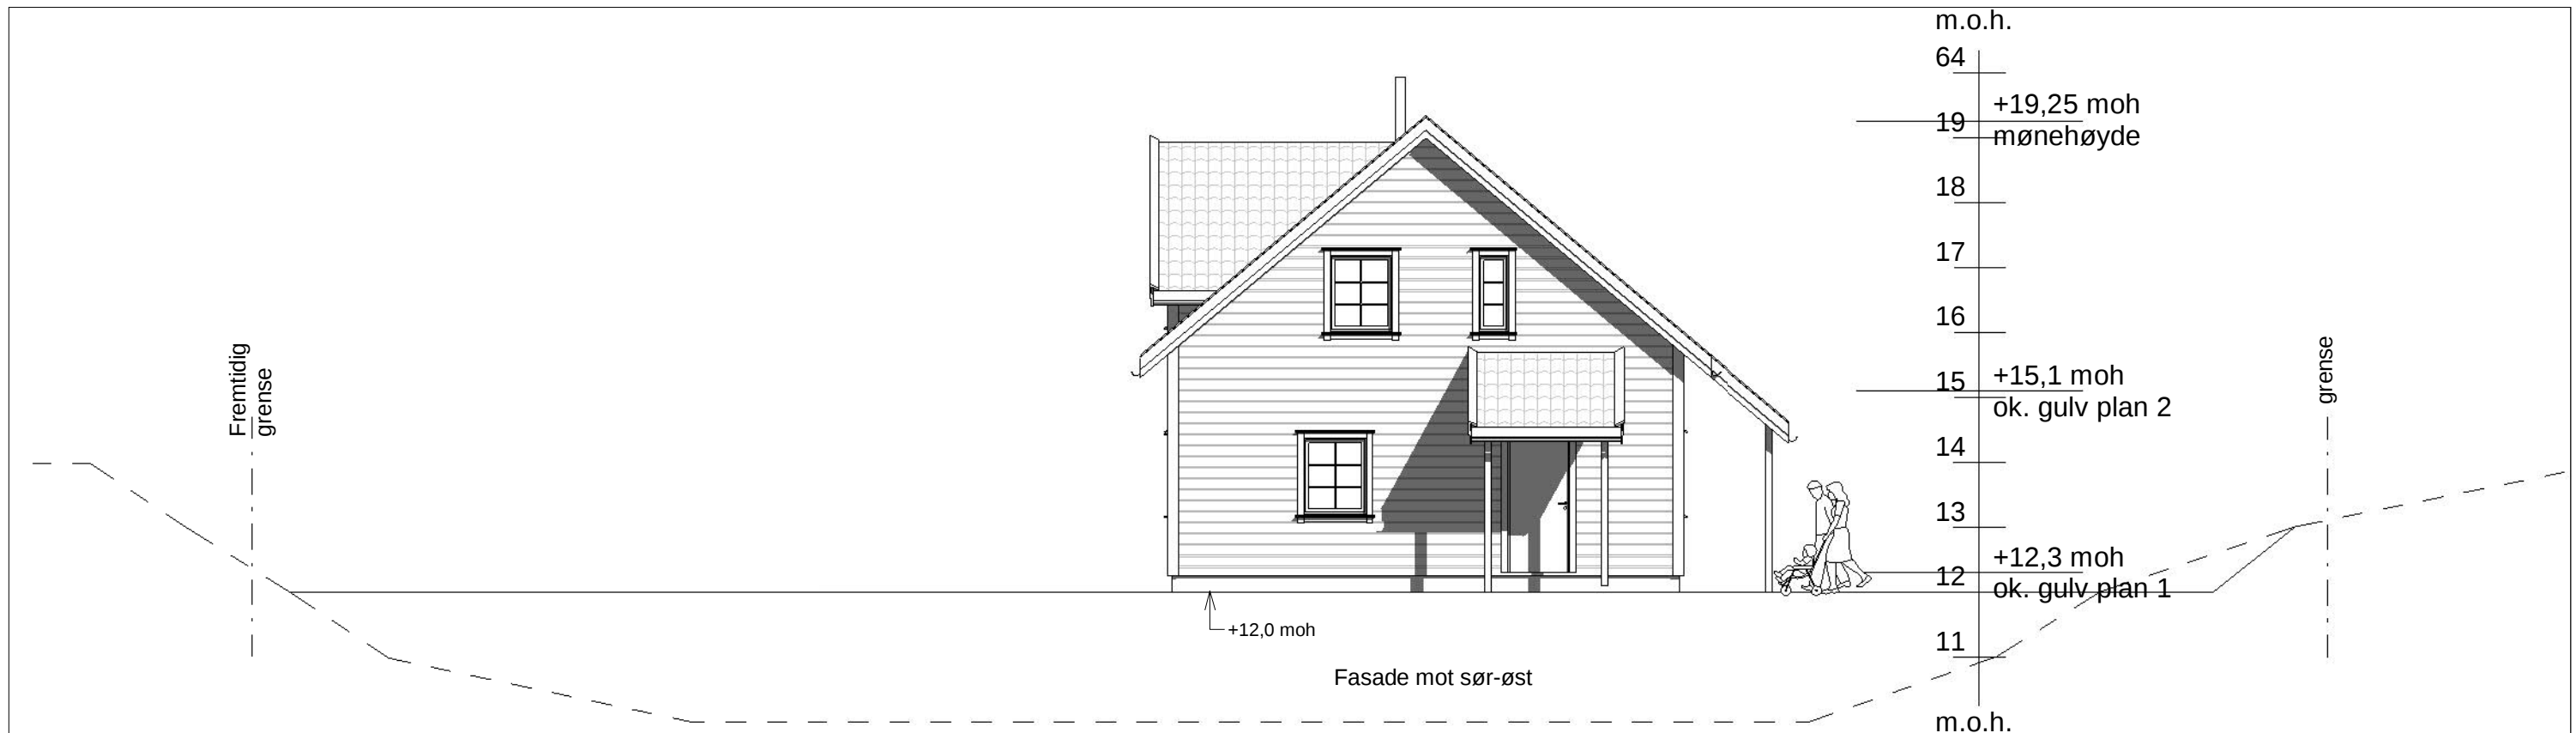 m.o.h.
64
+19,25 moh
19
mønehøyde
18
17
16
15
+15,1 moh
ok. gulv plan 2
14
13
+12,3 moh
12
ok. gulv plan 1
11
m.o.h.
Fremtidig
grense
grense
+12,0 moh
Fasade mot sør-øst